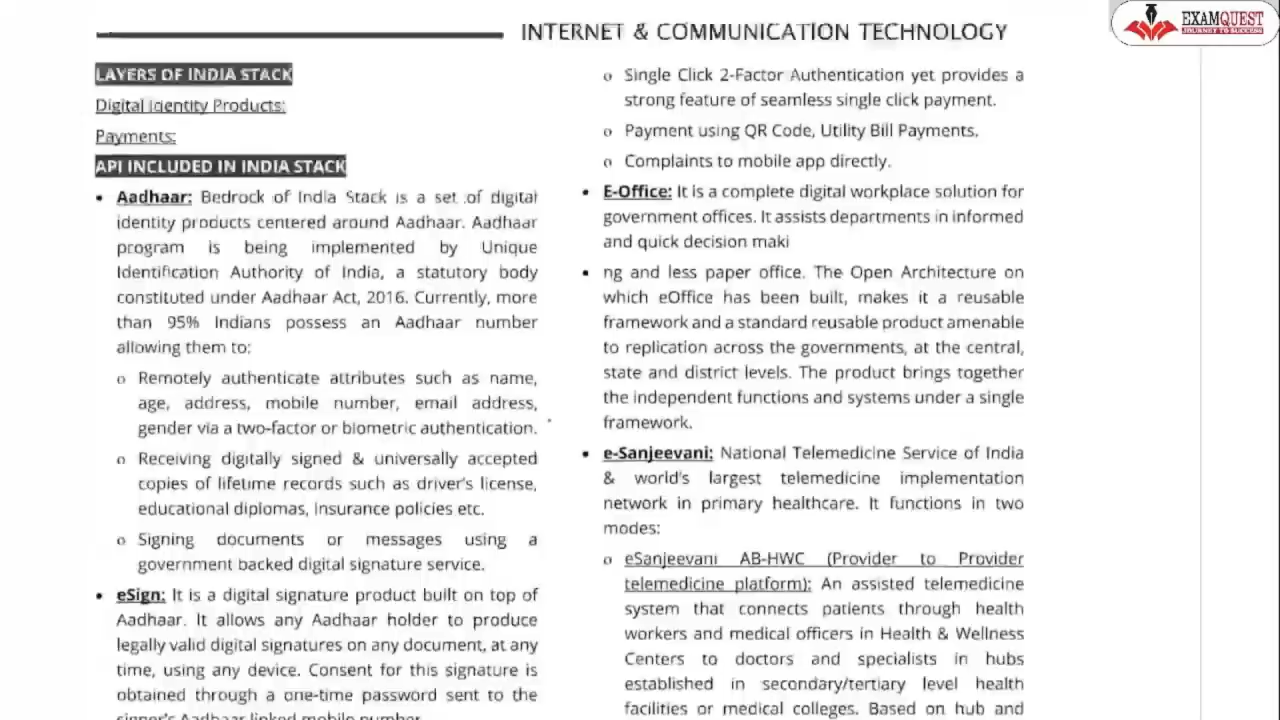 INTERNET & COMMUNICATION TECHNOLOGY
EXAMQUEST
JOURNEY TO SUCCESS
LAYERS OF INDIA STACK
Digital Identity Products:
Payments:
API INCLUDED IN INDIA STACK
• Aadhaar: Bedrock of India Stack is a set of digital
identity products centered around Aadhaar. Aadhaar
program is being implemented by Unique
Identification Authority of India, a statutory body
constituted under Aadhaar Act, 2016. Currently, more
than 95% Indians possess an Aadhaar number
allowing them to:
o Remotely authenticate attributes such as name,
age, address, mobile number, email address,
gender via a two-factor or biometric authentication.
o Receiving digitally signed & universally accepted
copies of lifetime records such as driver's license,
educational diplomas, insurance policies etc.
o Signing documents or messages using a
government backed digital signature service.
• eSign: It is a digital signature product built on top of
Aadhaar. It allows any Aadhaar holder to produce
legally valid digital signatures on any document, at any
time, using any device. Consent for this signature is
obtained through a one-time password sent to the
signer's Aadhaar linked mobile number.
o Single Click 2-Factor Authentication yet provides a
strong feature of seamless single click payment.
o Payment using QR Code, Utility Bill Payments.
o Complaints to mobile app directly.
• E-Office: It is a complete digital workplace solution for
government offices. It assists departments in informed
and quick decision maki
• ng and less paper office. The Open Architecture on
which eOffice has been built, makes it a reusable
framework and a standard reusable product amenable
to replication across the governments, at the central,
state and district levels. The product brings together
the independent functions and systems under a single
framework.
• e-Sanjeevani: National Telemedicine Service of India
& world's largest telemedicine implementation
network in primary healthcare. It functions in two
modes:
o eSanjeevani AB-HWC (Provider to Provider
telemedicine platform): An assisted telemedicine
system that connects patients through health
workers and medical officers in Health & Wellness
Centers to doctors and specialists in hubs
established in secondary/tertiary level health
facilities or medical colleges. Based on hub and